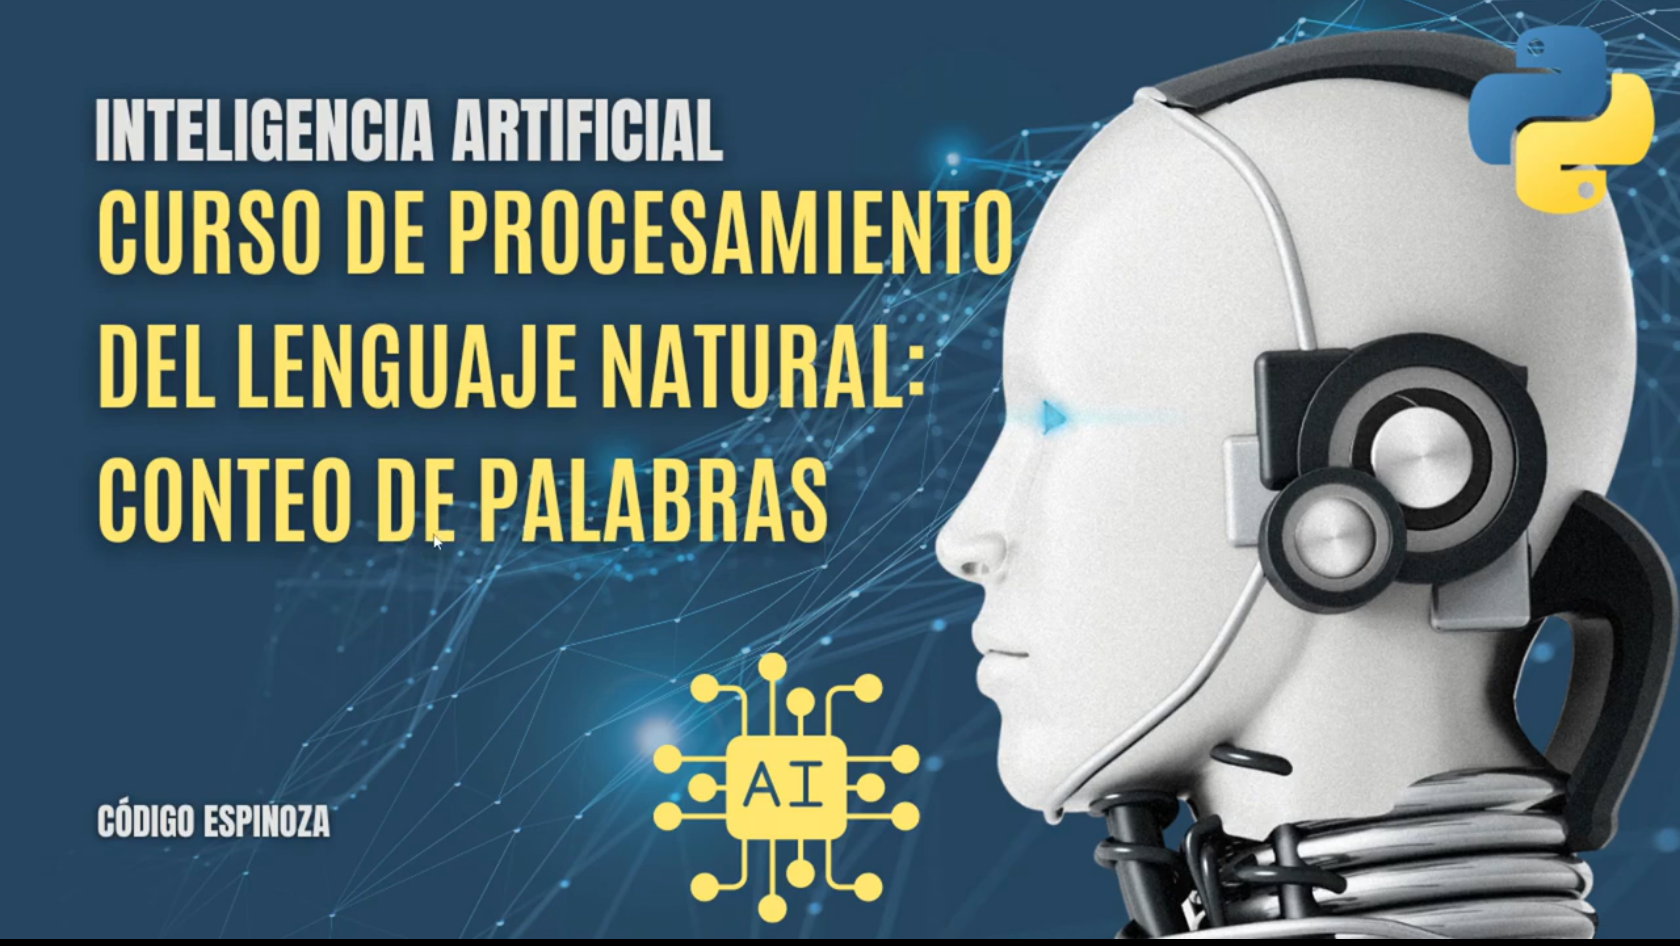 INTELIGENCIA ARTIFICIAL
CURSO DE PROCESAMIENTO
DEL LENGUAJE NATURAL:
CONTEO DE PALABRAS
AI
CÓDIGO ESPINOZA